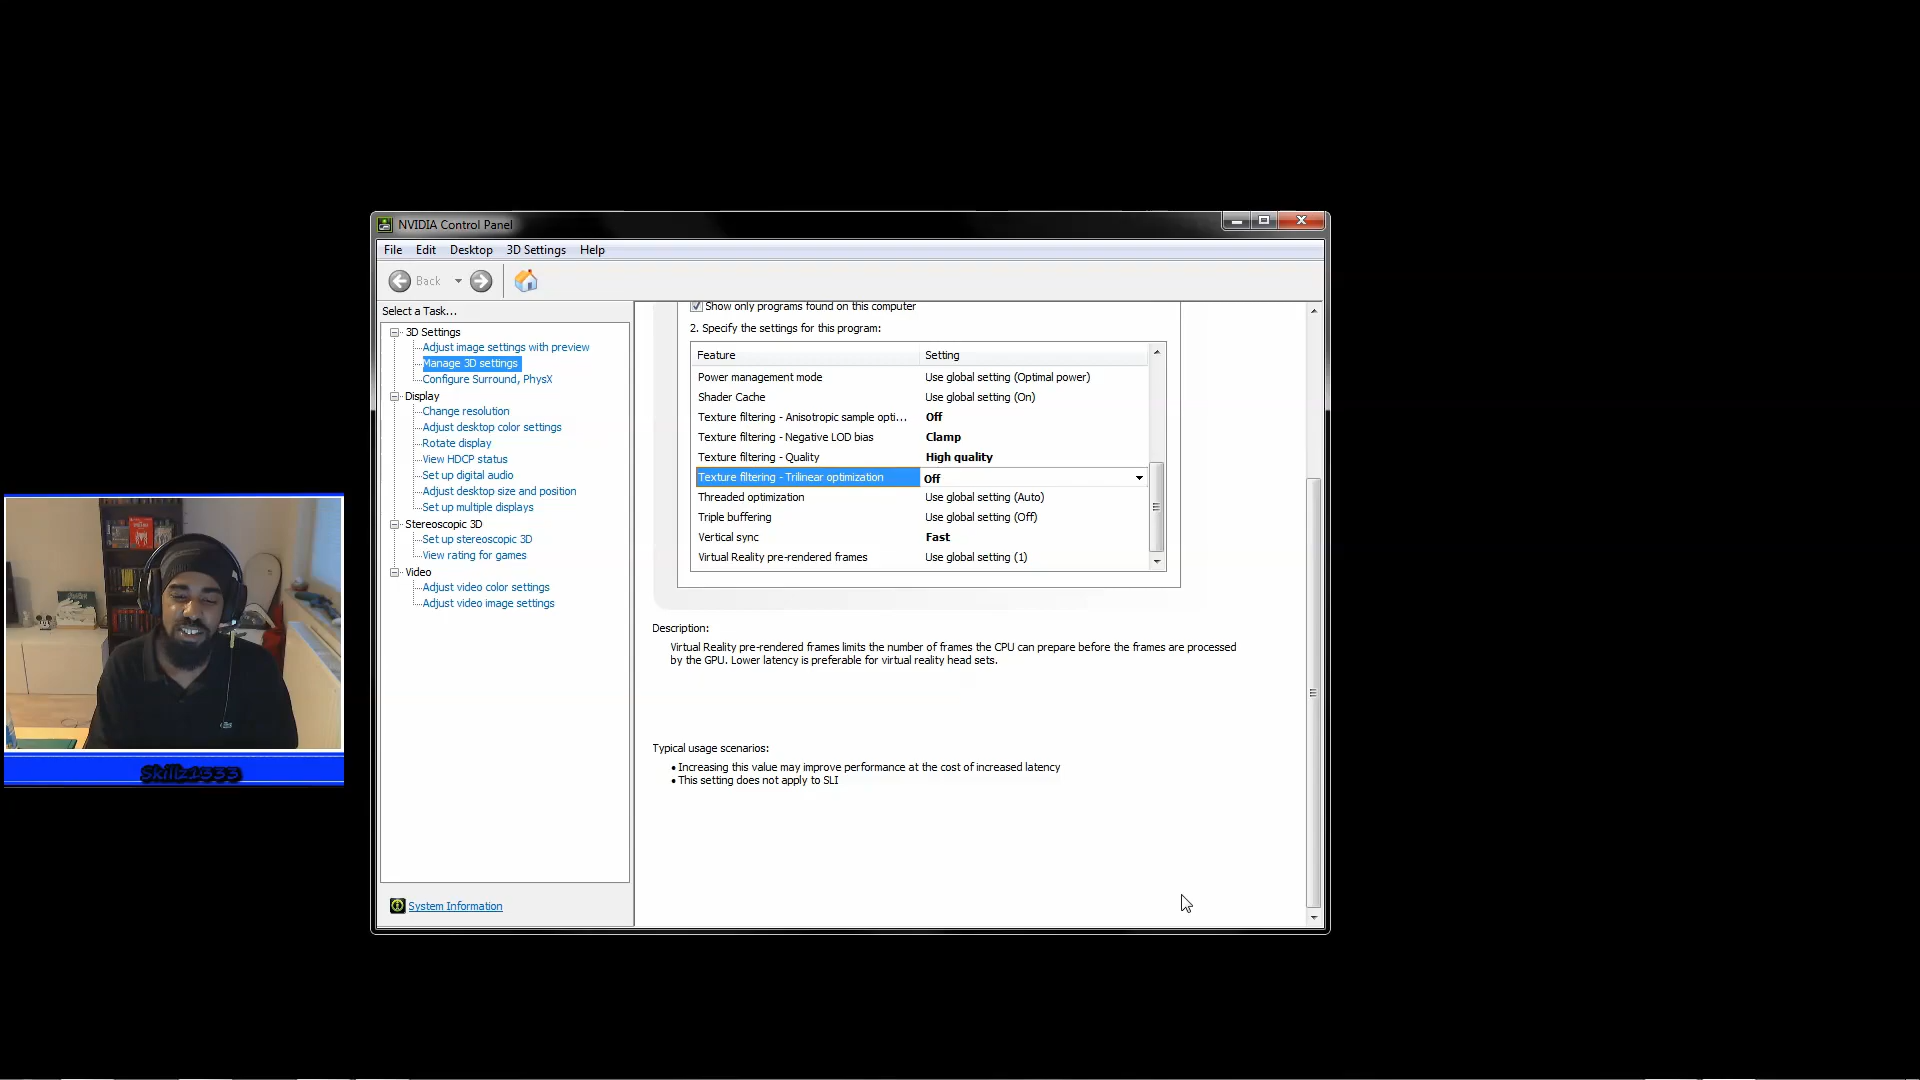 NVIDIA Control Panel
File Edit Desktop 3D Settings Help
Back
Select a Task...
3D Settings
Adjust image settings with preview
Manage 3D settings
Configure Surround, PhysX
Display
Change resolution
Adjust desktop color settings
Rotate display
View HDCP status
Set up digital audio
Adjust desktop size and position
Set up multiple displays
Stereoscopic 3D
Set up stereoscopic 3D
View rating for games
Video
Adjust video color settings
Adjust video image settings
System Information
Show only programs found on this computer
2. Specify the settings for this program:
Feature Setting
Power management mode Use global setting (Optimal power)
Shader Cache Use global setting (On)
Texture filtering - Anisotropic sample opti... Off
Texture filtering - Negative LOD bias Clamp
Texture filtering - Quality High quality
Texture filtering - Trilinear optimization Off
Threaded optimization Use global setting (Auto)
Triple buffering Use global setting (Off)
Vertical sync Fast
Virtual Reality pre-rendered frames Use global setting (1)
Description:
Virtual Reality pre-rendered frames limits the number of frames the CPU can prepare before the frames are processed
by the GPU. Lower latency is preferable for virtual reality head sets.
Typical usage scenarios:
• Increasing this value may improve performance at the cost of increased latency
• This setting does not apply to SLI
Skillz1333